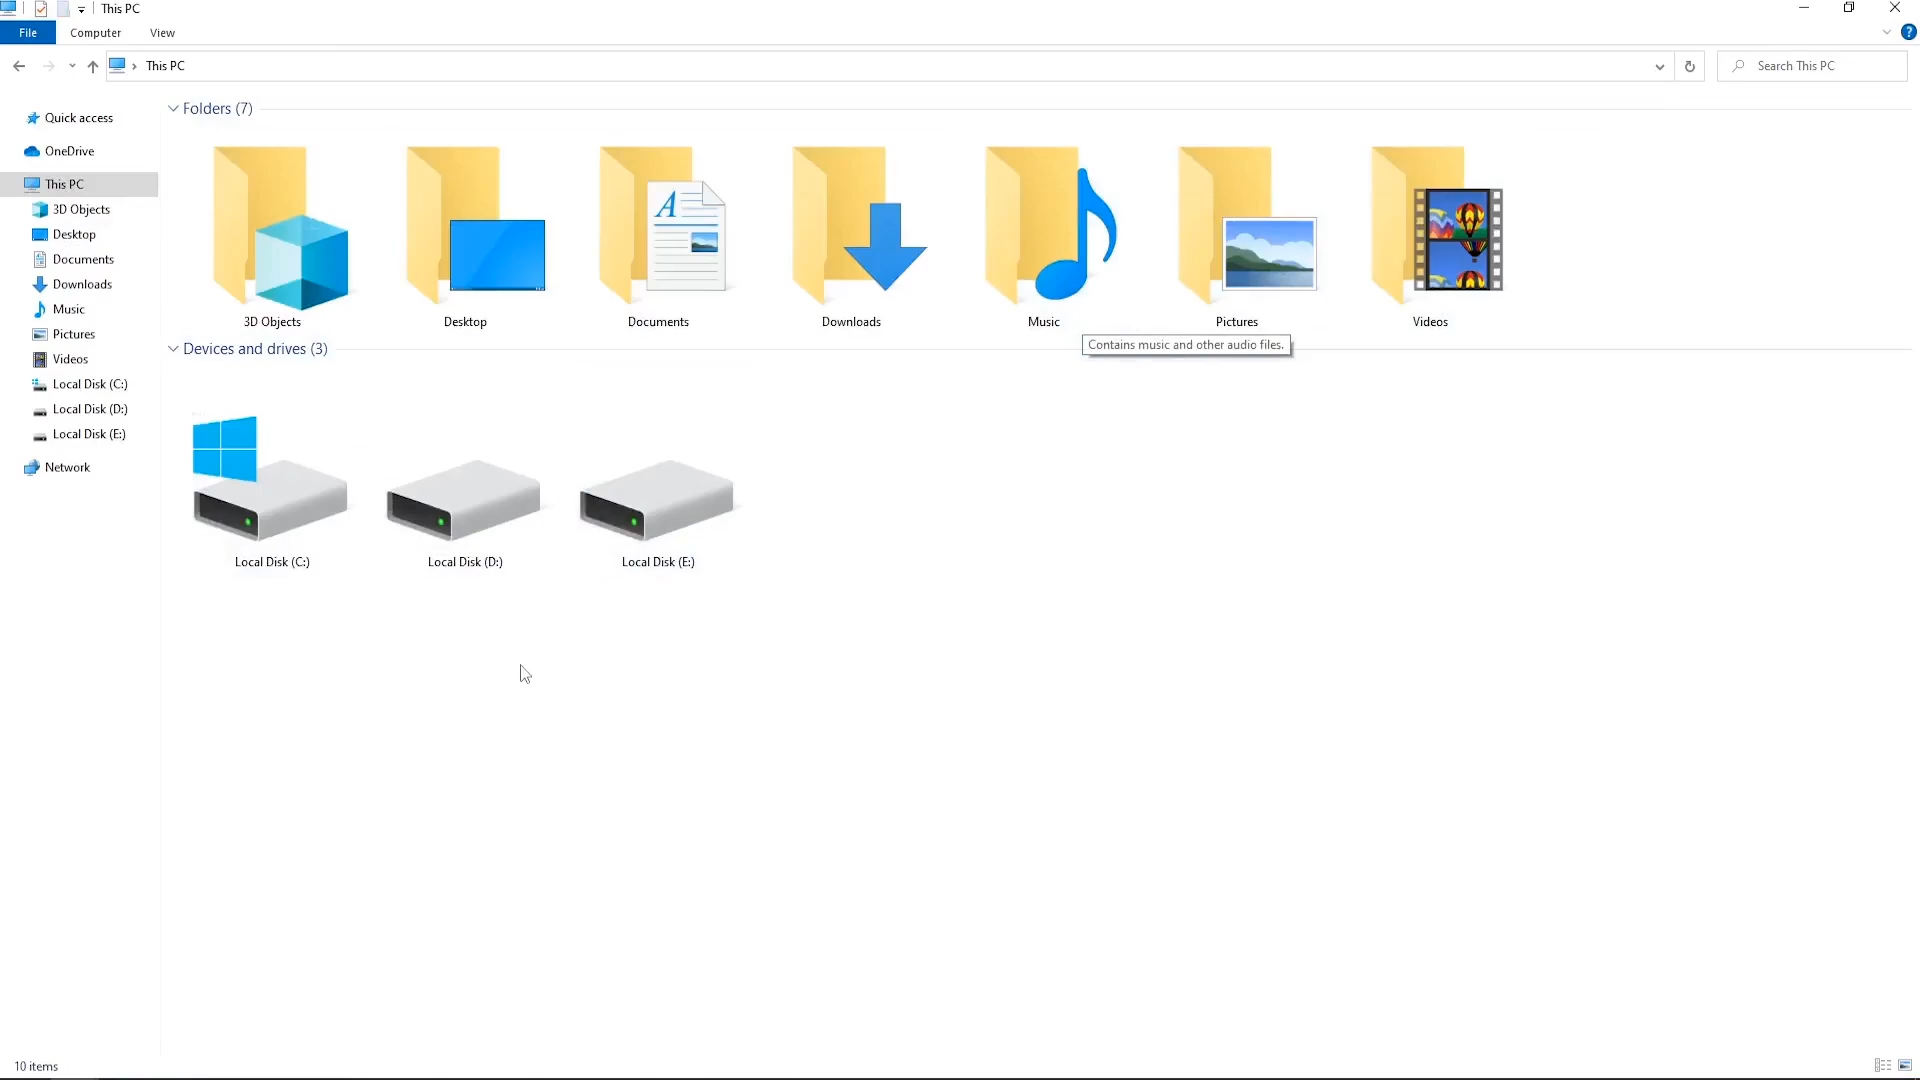 This PC
File
Computer
View
This PC
Search This PC
Quick access
OneDrive
This PC
3D Objects
Desktop
Documents
Downloads
Music
Pictures
Videos
Local Disk (C:)
Local Disk (D:)
Local Disk (E:)
Network
Folders (7)
3D Objects
Desktop
Documents
Downloads
Music
Pictures
Videos
Contains music and other audio files.
Devices and drives (3)
Local Disk (C:)
Local Disk (D:)
Local Disk (E:)
10 items